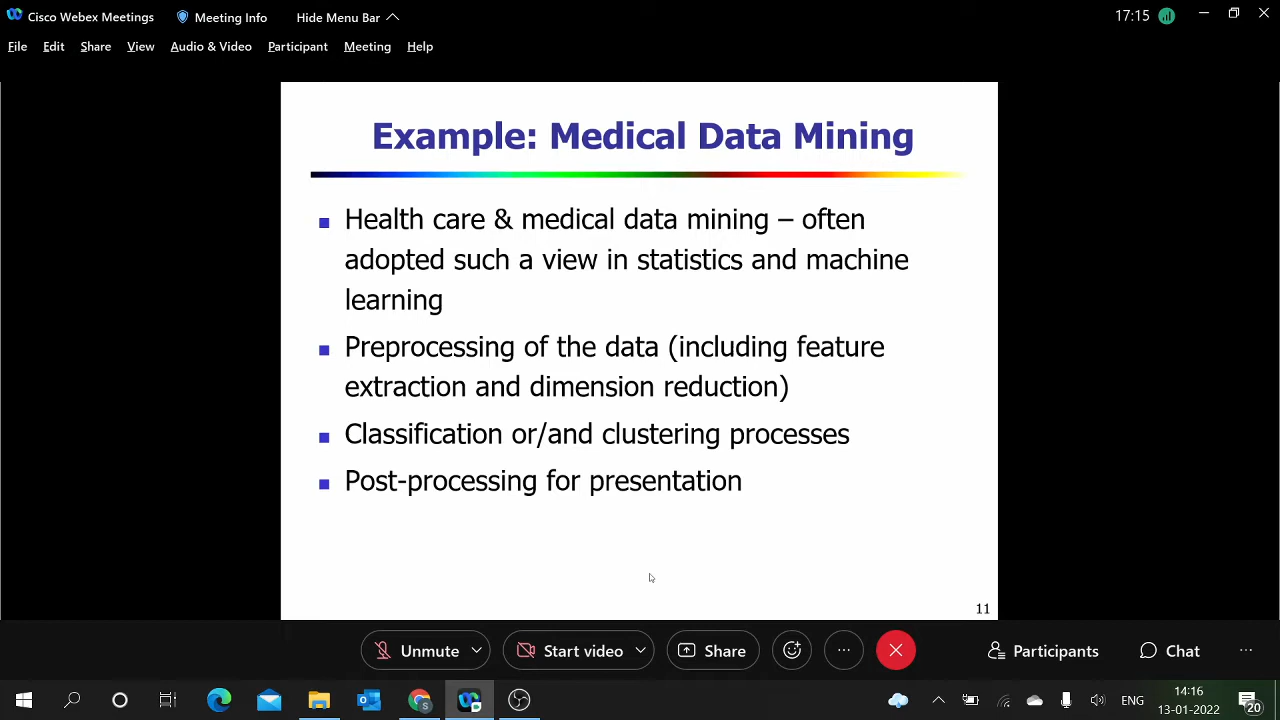 Cisco Webex Meetings Meeting Info Hide Menu Bar 17:15
File Edit Share View Audio & Video Participant Meeting Help
Example: Medical Data Mining
Health care & medical data mining – often
adopted such a view in statistics and machine
learning
Preprocessing of the data (including feature
extraction and dimension reduction)
Classification or/and clustering processes
Post-processing for presentation
11
Unmute Start video Share Participants Chat
ENG 14:16
13-01-2022 20